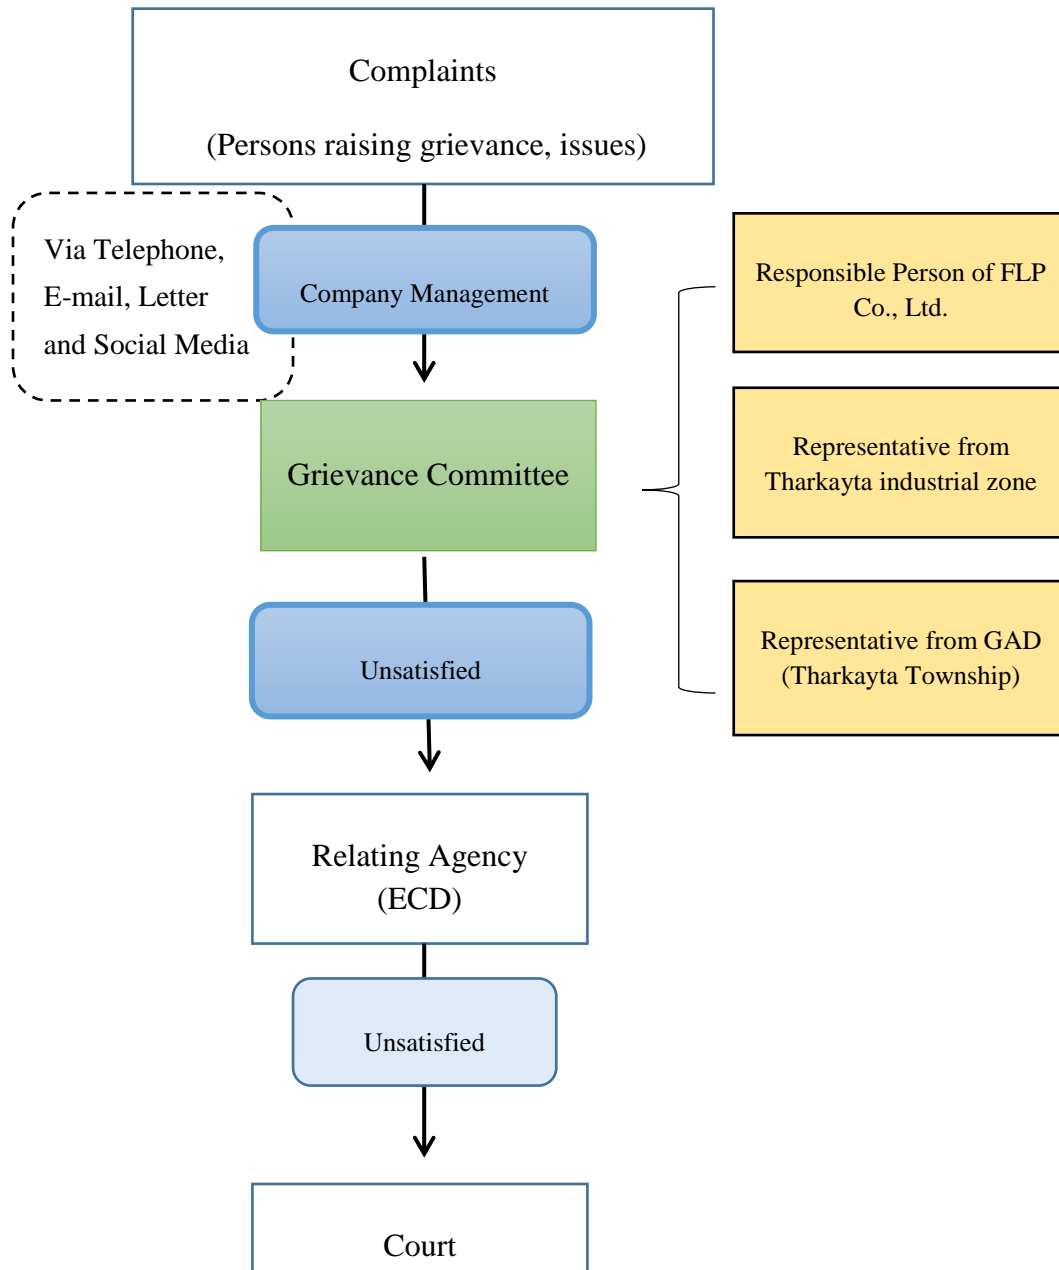 Complaints
(Persons raising grievance, issues)
Via Telephone,
E-mail, Letter
and Social Media
Company Management
Responsible Person of FLP
Co., Ltd.
Grievance Committee
Representative from
Tharkayta industrial zone
Representative from GAD
(Tharkayta Township)
Unsatisfied
Relating Agency
(ECD)
Unsatisfied
Court